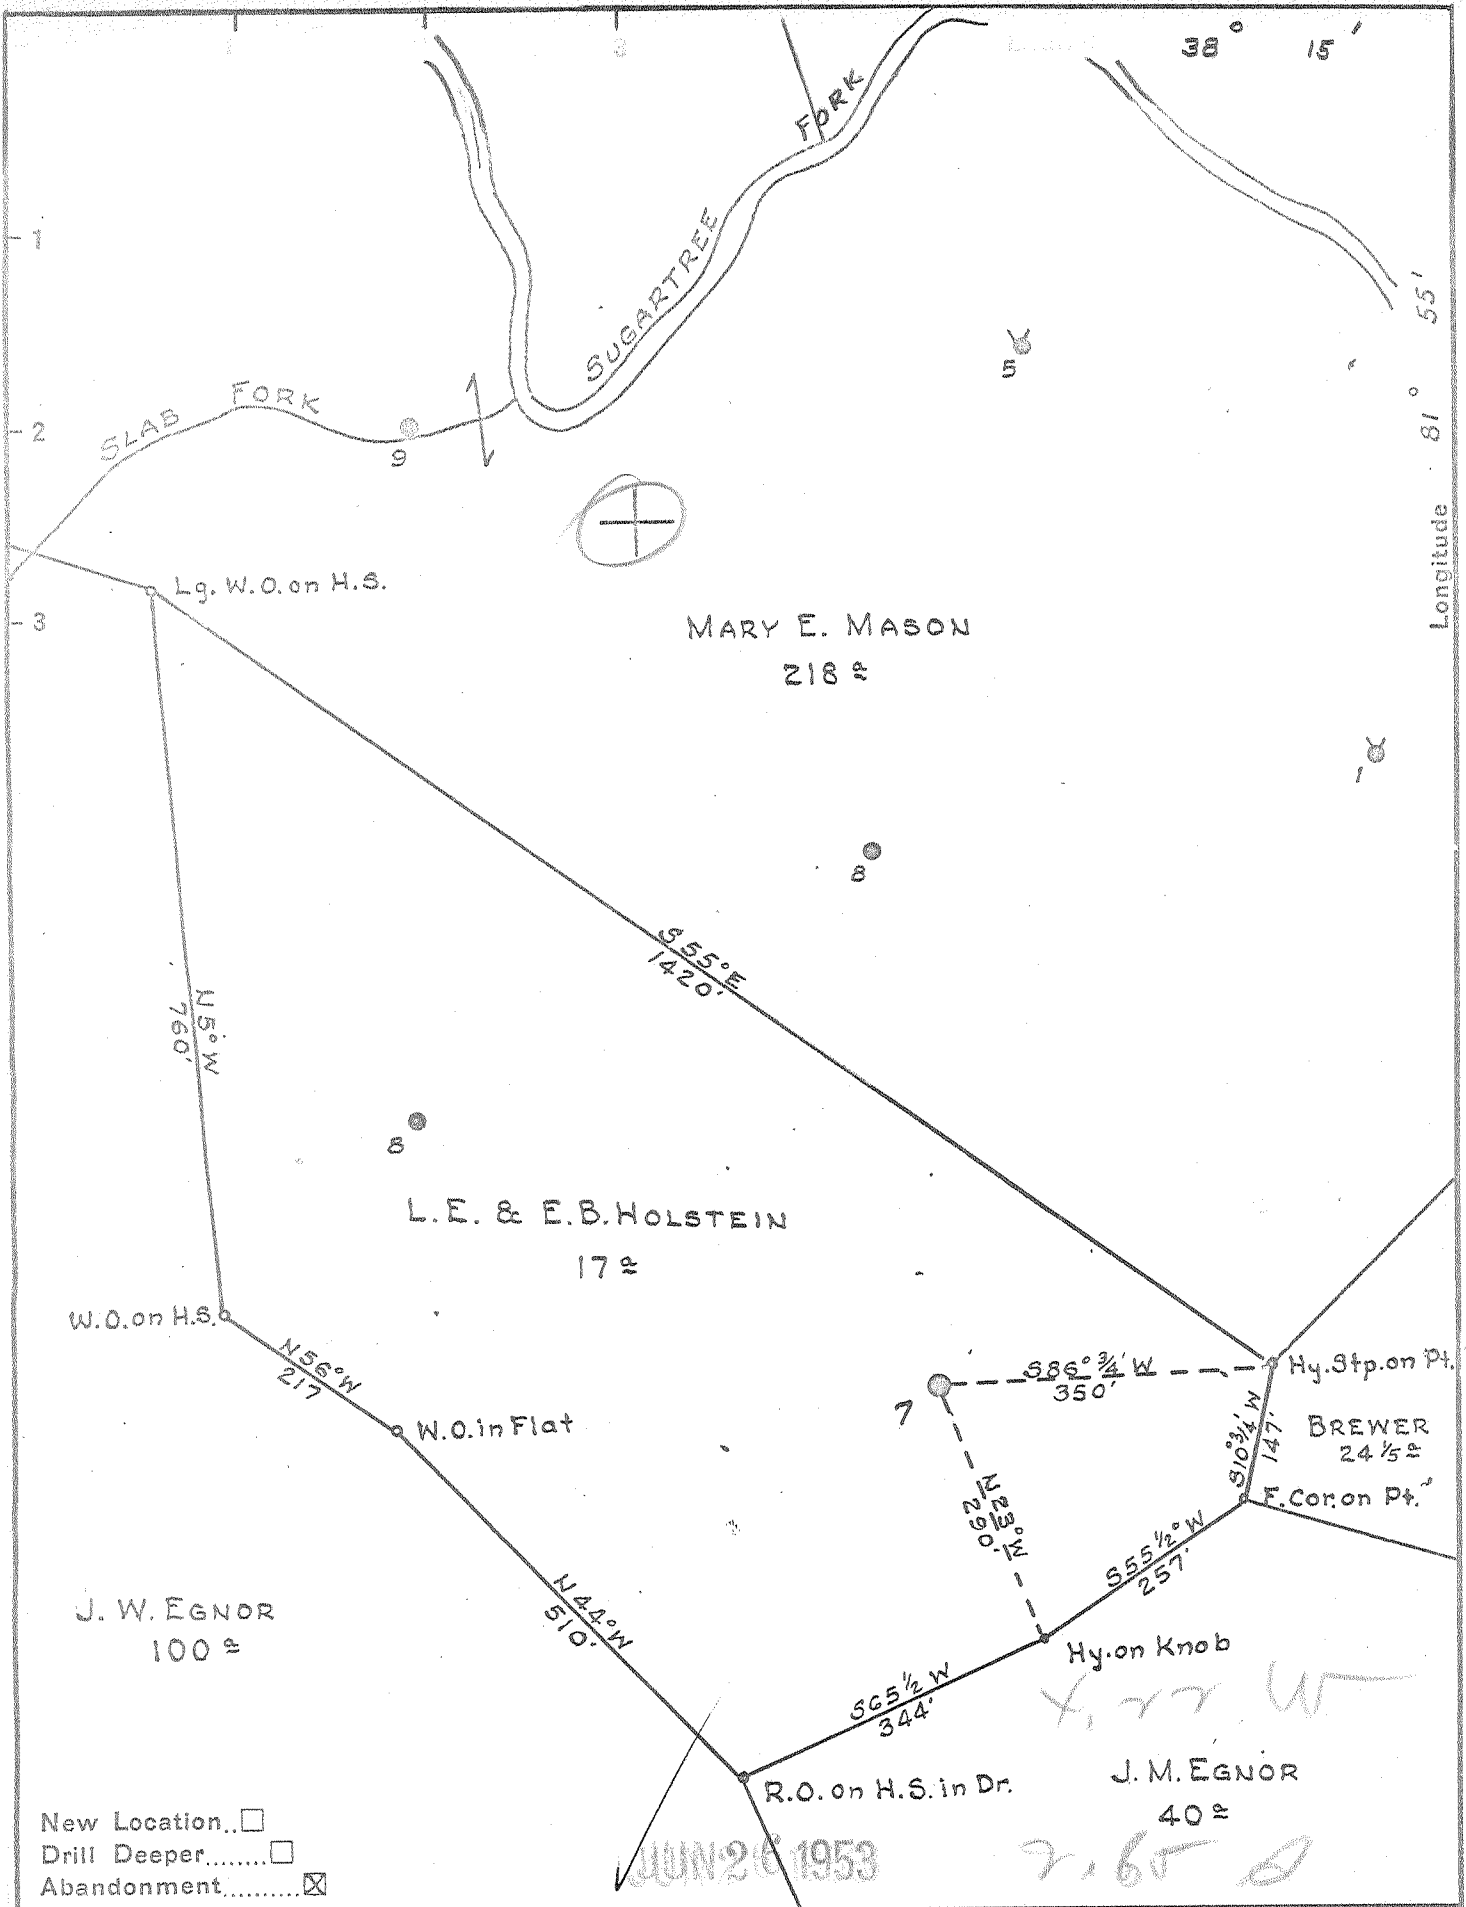 38° 15'
1
2
3
FORK
SUGARTREE
SLAB FORK
9
5
Longitude 81° 55'
Lg. W.O. on H.S.
MARY E. MASON
218 a
1
8
S 55° E
1420'
N 5° W
760'
8
L.E. & E.B. HOLSTEIN
17 a
W.O. on H.S.
N 56° W
217
W.O. in Flat
7
S 86° 3/4' W
350'
Hy. Stp. on Pt.
S 10° 3/4' W
147'
BREWER
24 1/5 a
F. Cor. on Pt.
N 23° W
290'
S 55 1/2° W
257'
Hy. on Knob
N 44° W
510'
J. W. EGNOR
100 a
S 65 1/2 W
344'
R.O. on H.S. in Dr.
J. M. EGNOR
40 a
New Location..☐
Drill Deeper........☐
Abandonment..........☒
JUN 26 1953